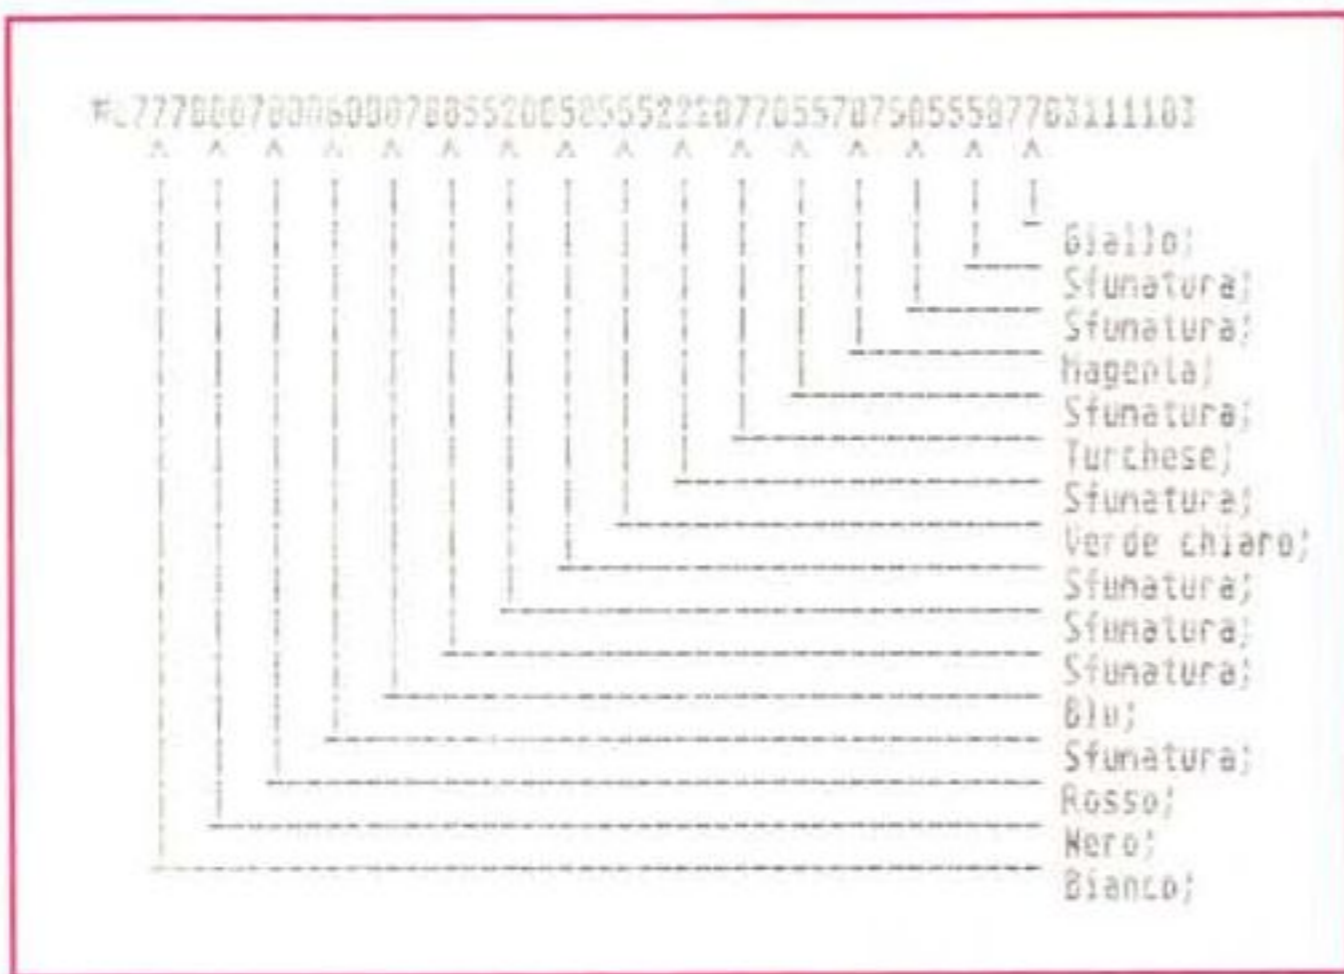 Giallo;
Sfumatura;
Sfumatura;
Magenta;
Sfumatura;
Turchese;
Sfumatura;
Verde chiaro;
Sfumatura;
Sfumatura;
Sfumatura;
Blu;
Sfumatura;
Rosso;
Nero;
Bianco;